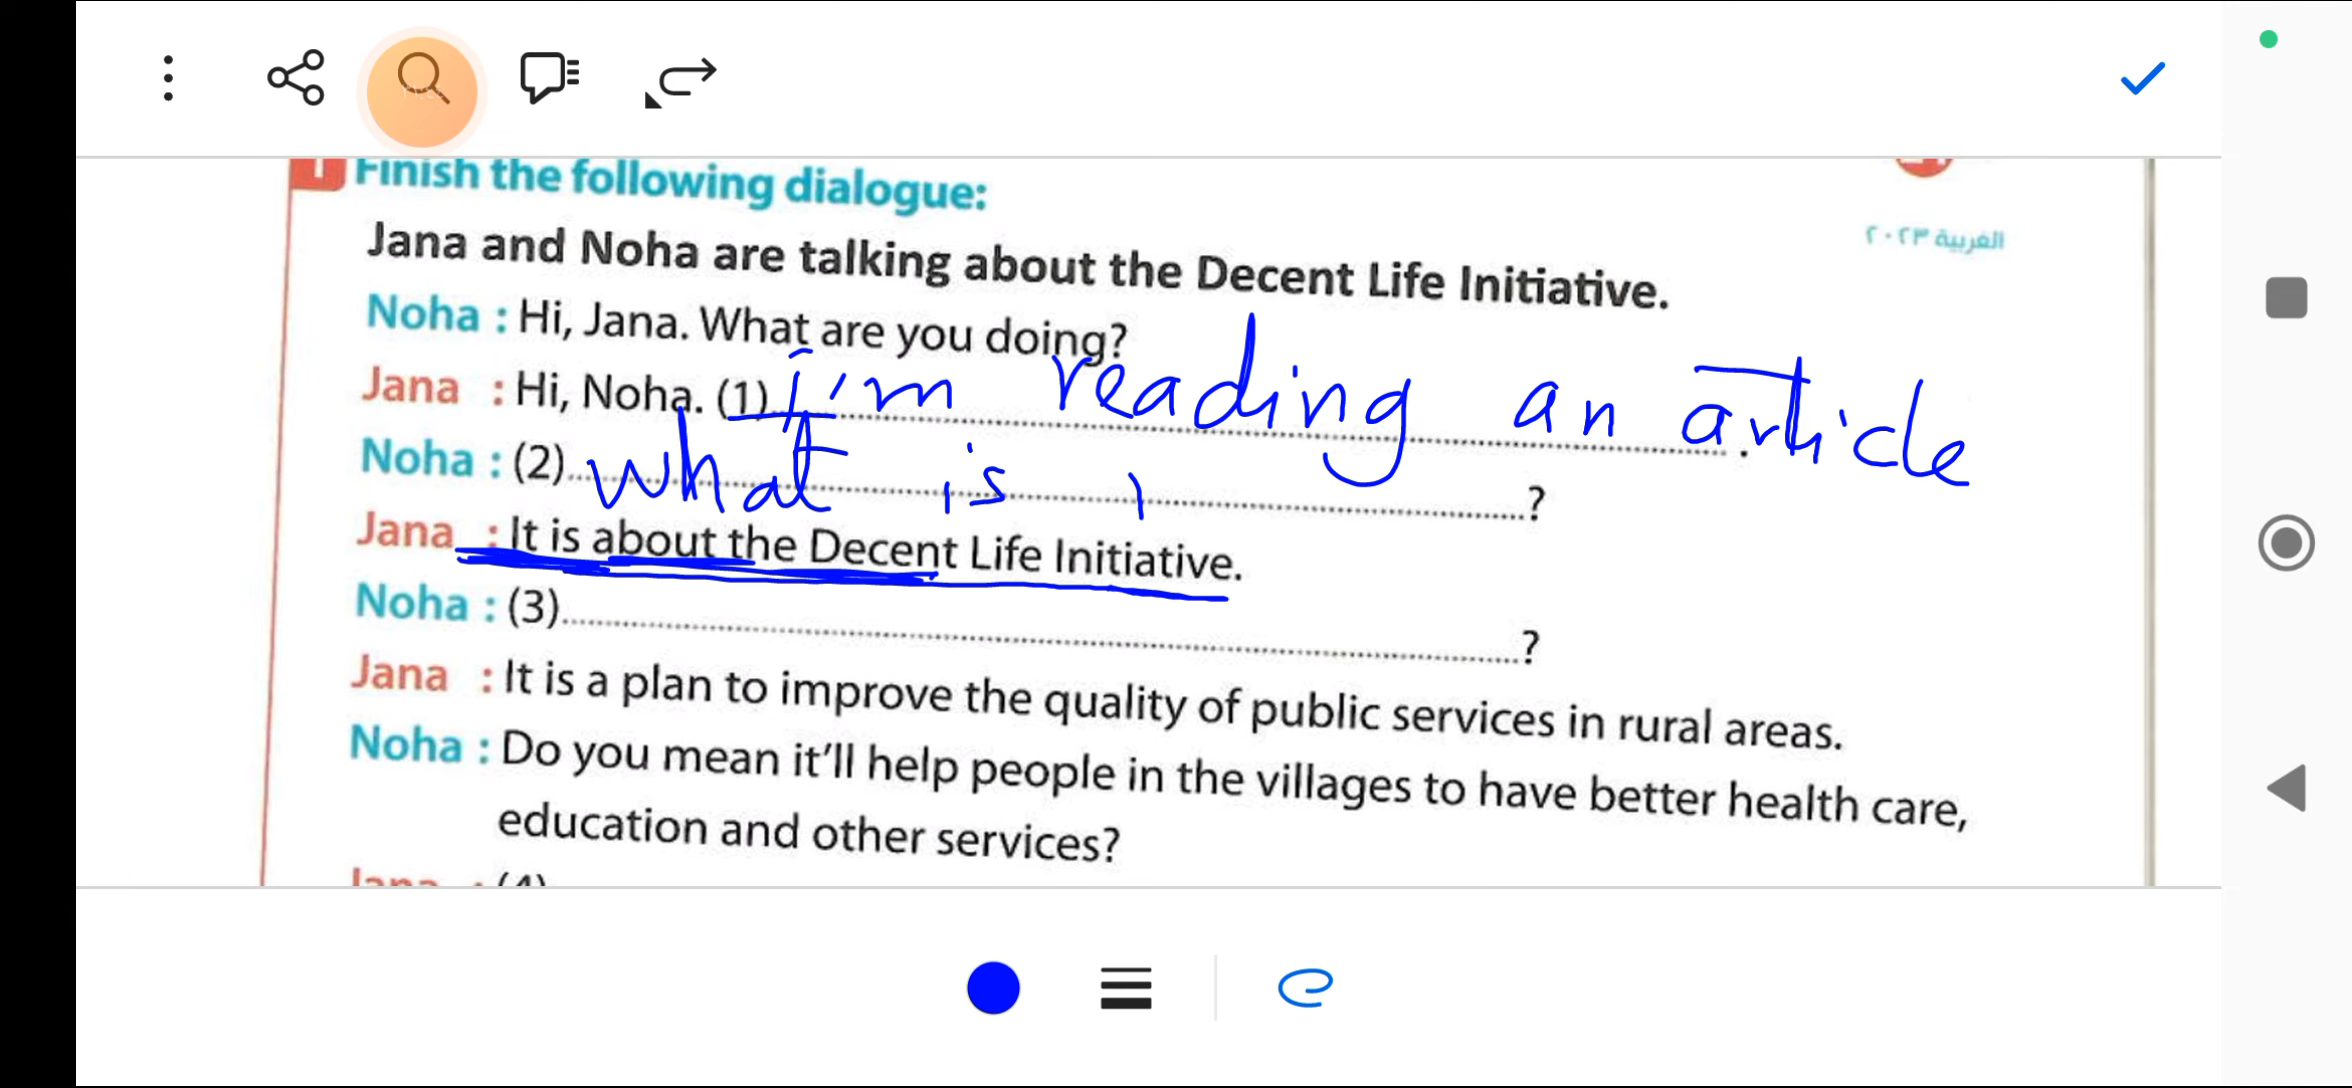 Finish the following dialogue:
الغربية ٢٠٢٣
Jana and Noha are talking about the Decent Life Initiative.
Noha : Hi, Jana. What are you doing?
Jana : Hi, Noha. (1) I'm reading an article .
Noha : (2) what is ?
Jana : It is about the Decent Life Initiative.
Noha : (3) ?
Jana : It is a plan to improve the quality of public services in rural areas.
Noha : Do you mean it'll help people in the villages to have better health care,
education and other services?
Jana : (4)